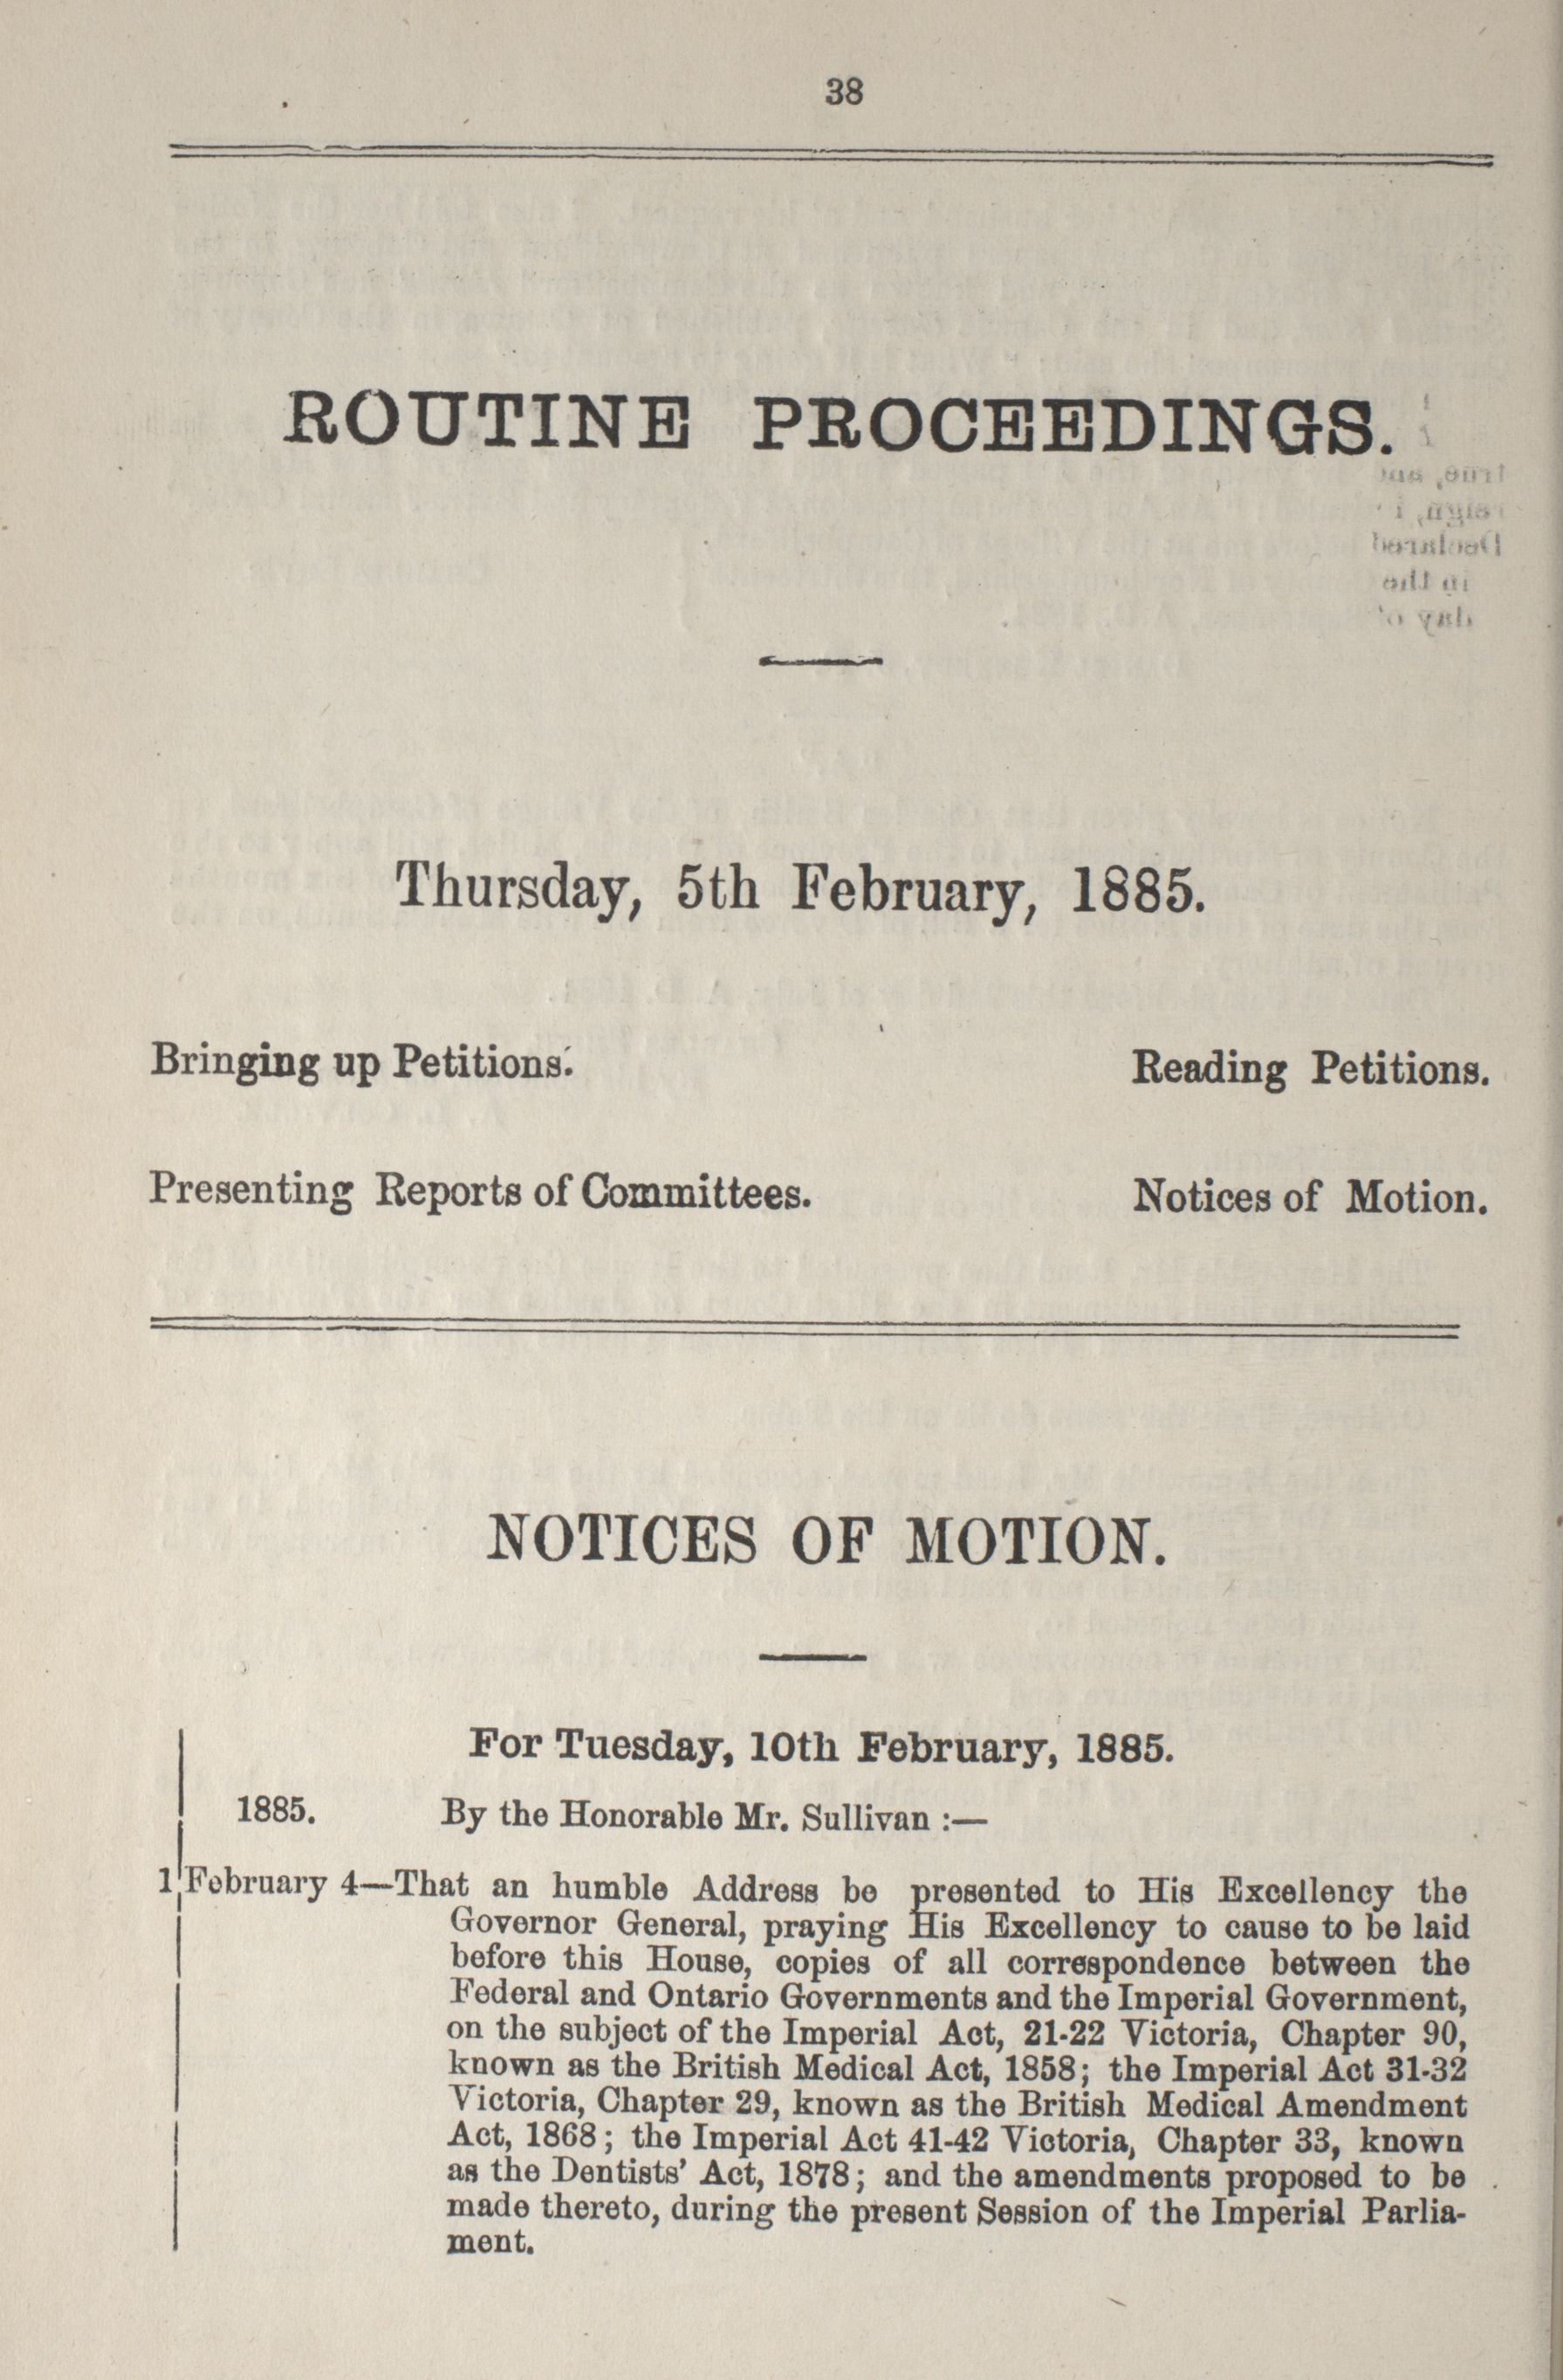 38
ROUTINE PROCEEDINGS.
Thursday, 5th February, 1885.
Bringing up Petitions. Reading Petitions.
Presenting Reports of Committees. Notices of Motion.
NOTICES OF MOTION.
For Tuesday, 10th February, 1885.
1885. By the Honorable Mr. Sullivan :—
1 February 4—That an humble Address be presented to His Excellency the
Governor General, praying His Excellency to cause to be laid
before this House, copies of all correspondence between the
Federal and Ontario Governments and the Imperial Government,
on the subject of the Imperial Act, 21-22 Victoria, Chapter 90,
known as the British Medical Act, 1858; the Imperial Act 31-32
Victoria, Chapter 29, known as the British Medical Amendment
Act, 1868; the Imperial Act 41-42 Victoria, Chapter 33, known
as the Dentists' Act, 1878; and the amendments proposed to be
made thereto, during the present Session of the Imperial Parlia-
ment.